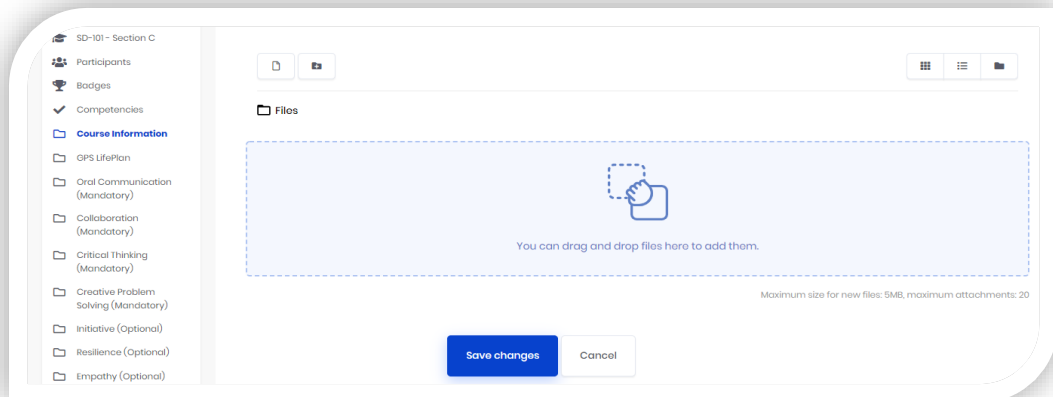 SD-101 - Section C
Participants
Badges
Competencies
Course Information
GPS LifePlan
Oral Communication
(Mandatory)
Collaboration
(Mandatory)
Critical Thinking
(Mandatory)
Creative Problem
Solving (Mandatory)
Initiative (Optional)
Resilience (Optional)
Empathy (Optional)
Files
You can drag and drop files here to add them.
Maximum size for new files: 5MB, maximum attachments: 20
Save changes
Cancel